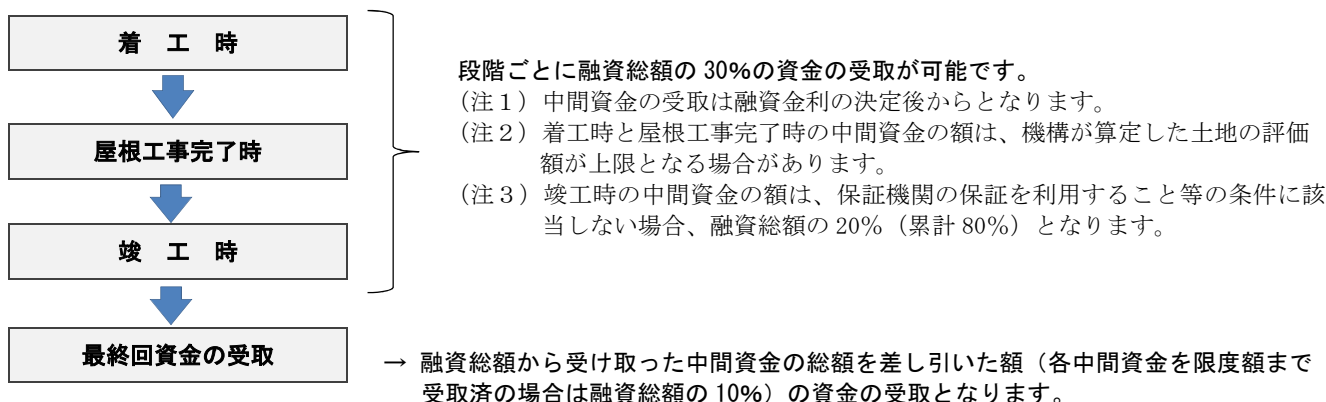 着 工 時
屋根工事完了時
竣 工 時
最終回資金の受取
段階ごとに融資総額の 30%の資金の受取が可能です。
(注1)中間資金の受取は融資金利の決定後からとなります。
(注2)着工時と屋根工事完了時の中間資金の額は、機構が算定した土地の評価
額が上限となる場合があります。
(注3)竣工時の中間資金の額は、保証機関の保証を利用すること等の条件に該
当しない場合、融資総額の 20%(累計 80%)となります。
→ 融資総額から受け取った中間資金の総額を差し引いた額(各中間資金を限度額まで
受取済の場合は融資総額の 10%)の資金の受取となります。